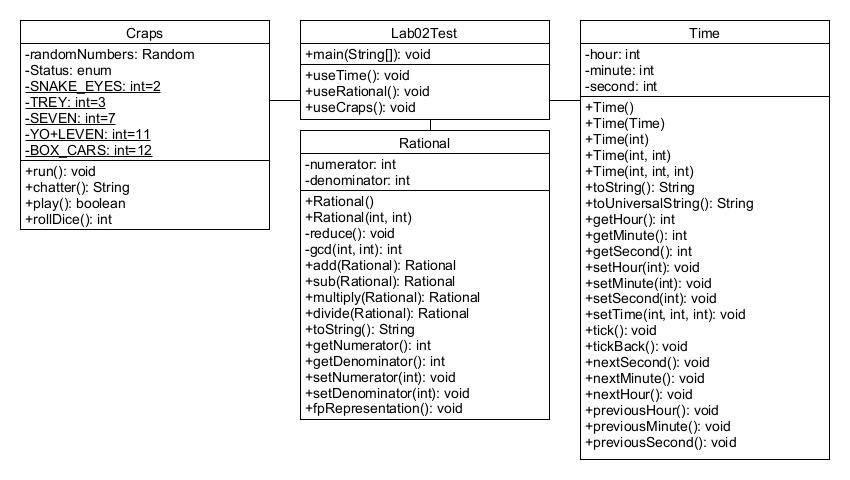 Craps
-randomNumbers: Random
-Status: enum
-SNAKE_EYES: int=2
-TREY: int=3
-SEVEN: int=7
-YO+LEVEN: int=11
-BOX_CARS: int=12
+run(): void
+chatter(): String
+play(): boolean
+rollDice(): int
Lab02Test
+main(String[]): void
+useTime(): void
+useRational(): void
+useCraps(): void
Rational
-numerator: int
-denominator: int
+Rational()
+Rational(int, int)
-reduce(): void
-gcd(int, int): int
+add(Rational): Rational
+sub(Rational): Rational
+multiply(Rational): Rational
+divide(Rational): Rational
+toString(): String
+getNumerator(): int
+getDenominator(): int
+setNumerator(int): void
+setDenominator(int): void
+fpRepresentation(): void
Time
-hour: int
-minute: int
-second: int
+Time()
+Time(Time)
+Time(int)
+Time(int, int)
+Time(int, int, int)
+toString(): String
+toUniversalString(): String
+getHour(): int
+getMinute(): int
+getSecond(): int
+setHour(int): void
+setMinute(int): void
+setSecond(int): void
+setTime(int, int, int): void
+tick(): void
+tickBack(): void
+nextSecond(): void
+nextMinute(): void
+nextHour(): void
+previousHour(): void
+previousMinute(): void
+previousSecond(): void